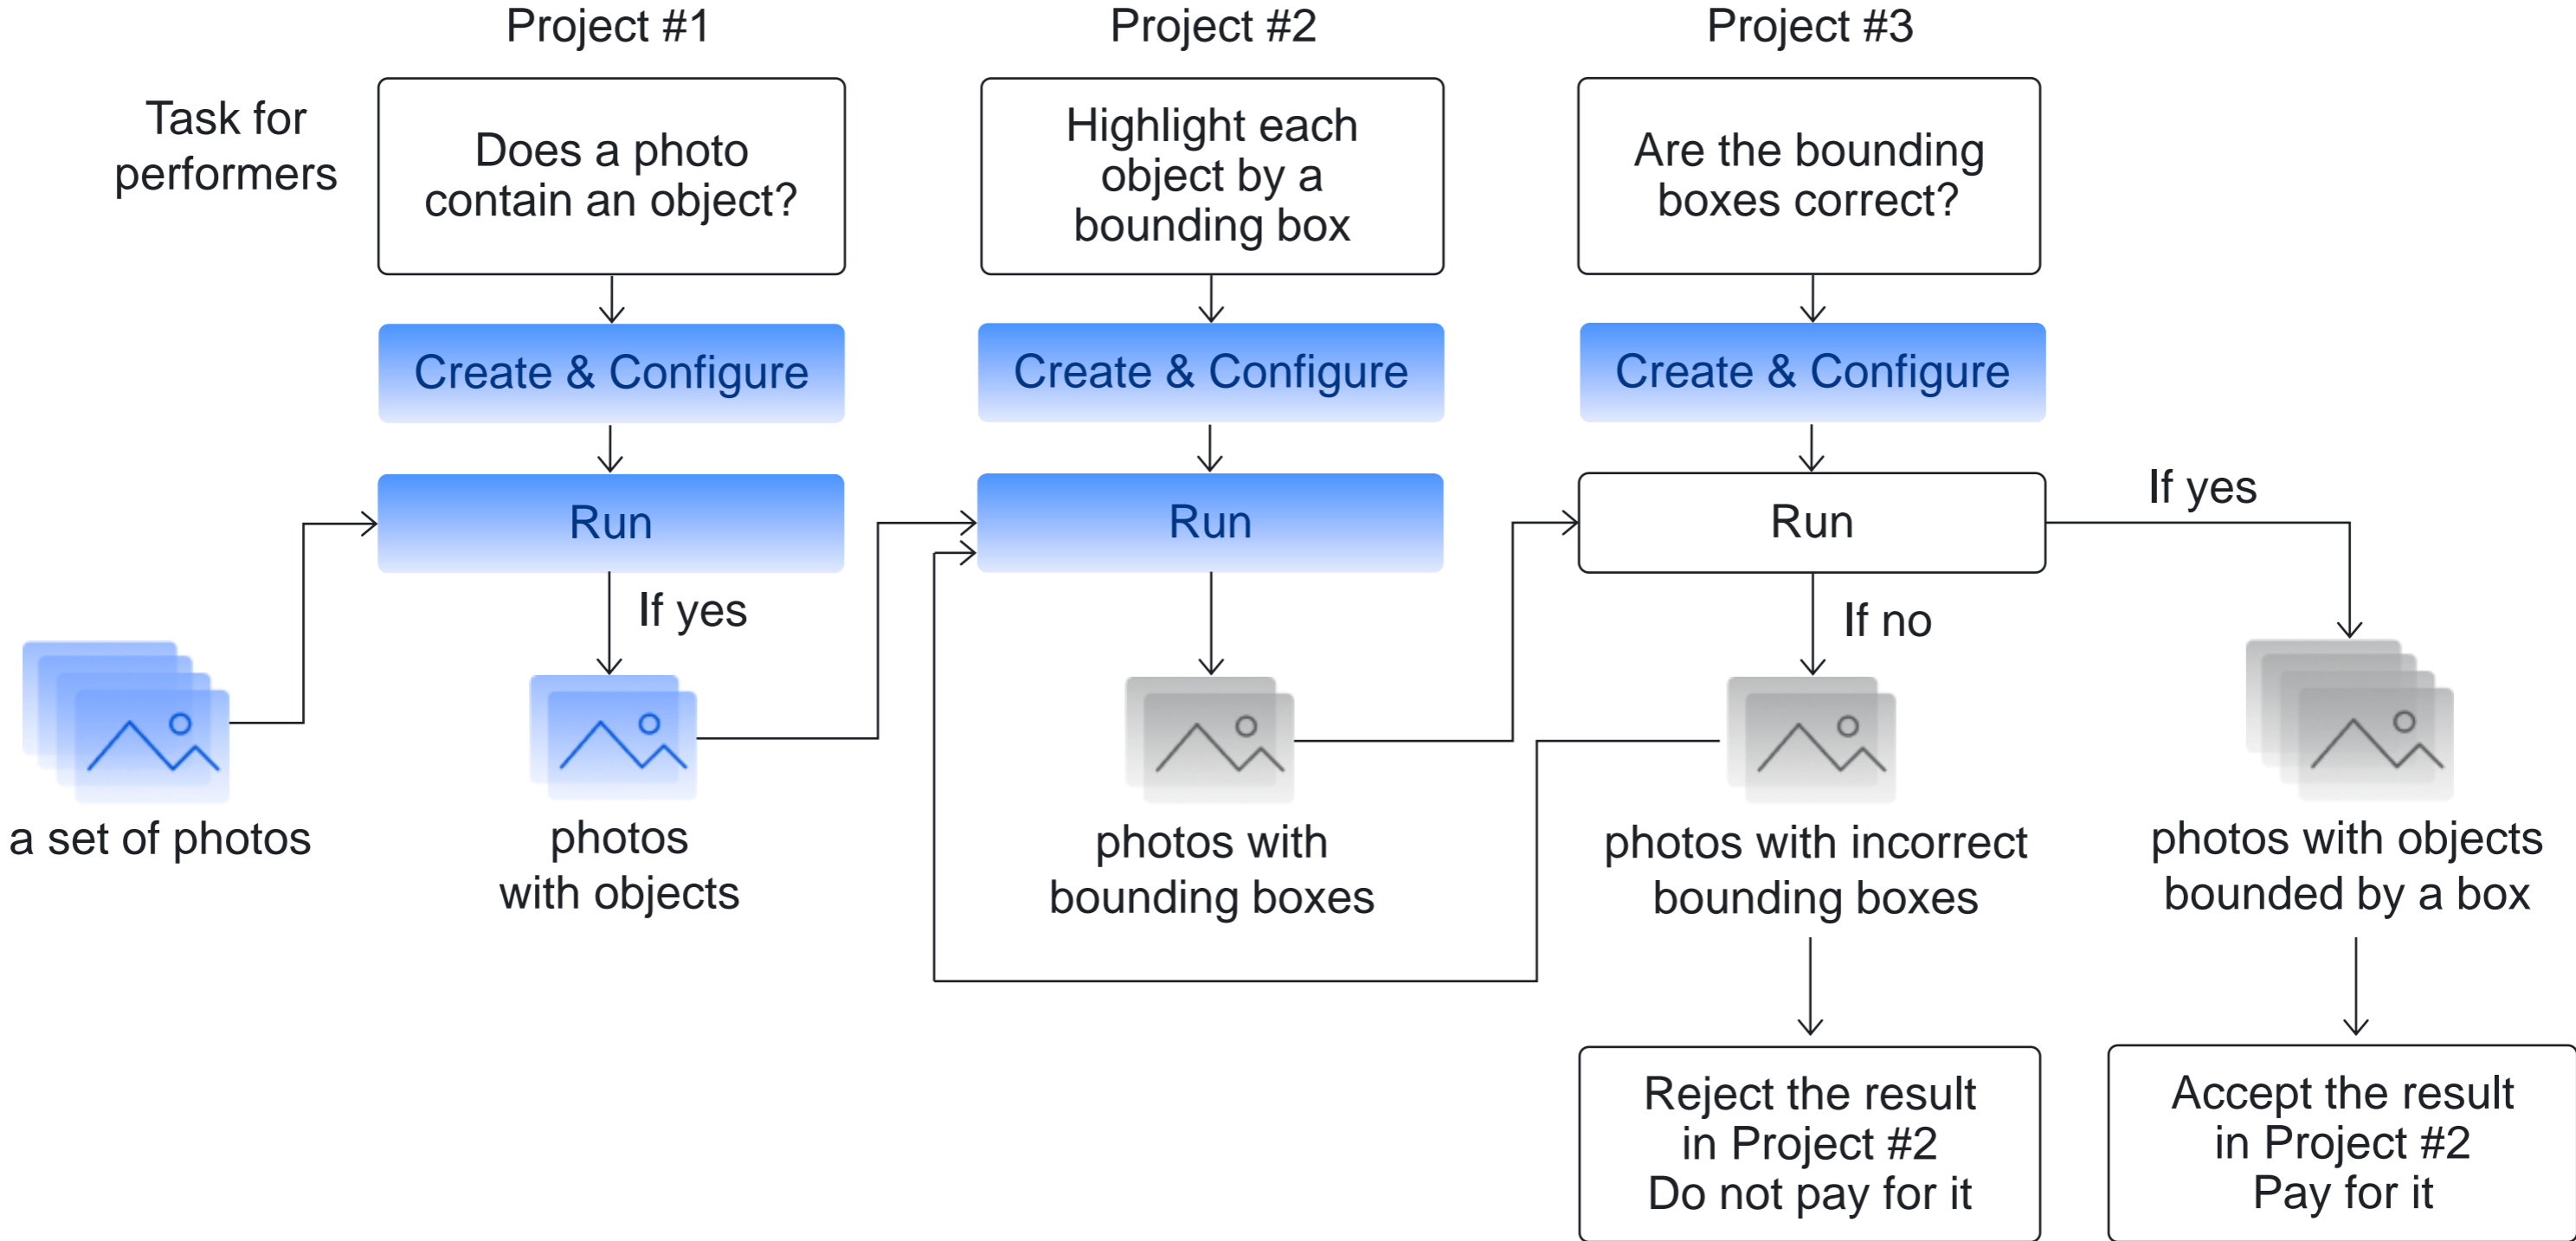 Project #1
Project #2
Project #3
Task for
performers
Does a photo
contain an object?
Highlight each
object by a
bounding box
Are the bounding
boxes correct?
Create & Configure
Create & Configure
Create & Configure
Run
Run
Run
If yes
If yes
If no
a set of photos
photos
with objects
photos with
bounding boxes
photos with incorrect
bounding boxes
photos with objects
bounded by a box
Reject the result
in Project #2
Do not pay for it
Accept the result
in Project #2
Pay for it